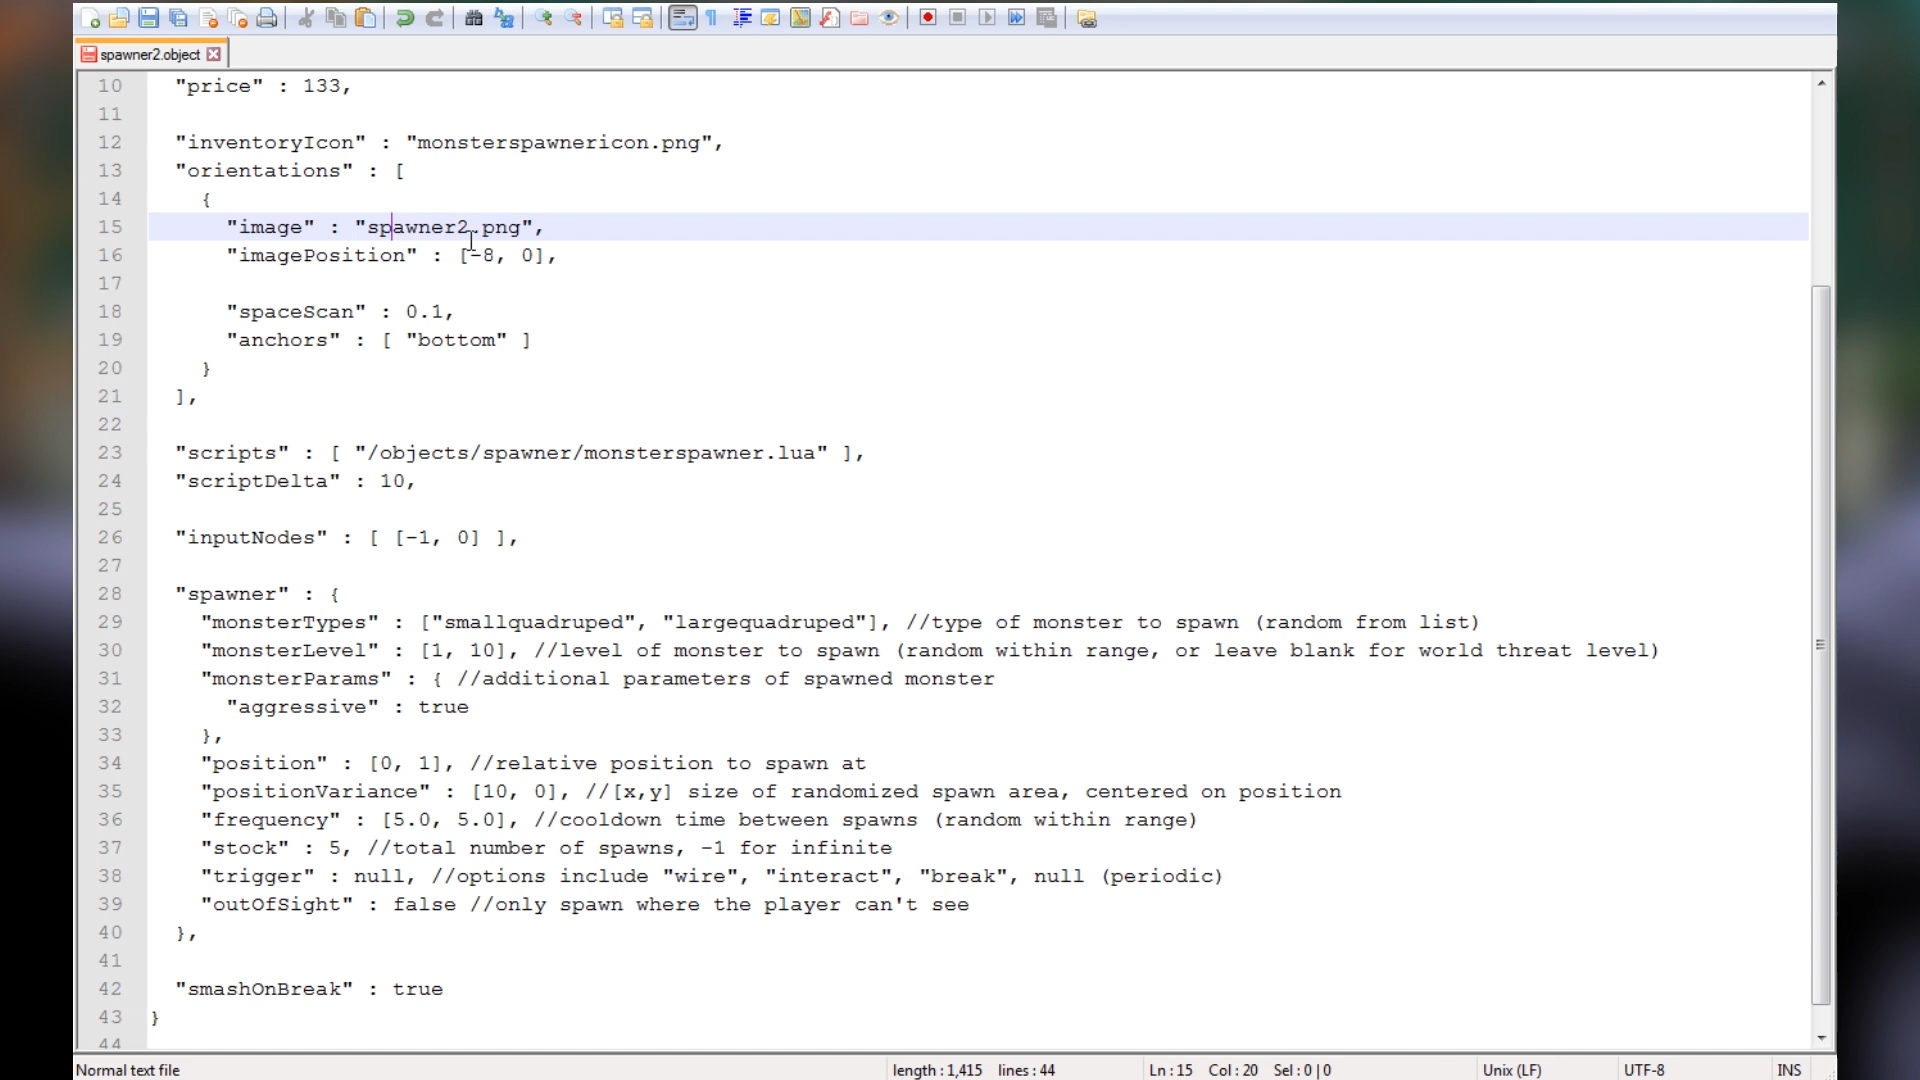 spawner2.object
10 "price" : 133,
11
12 "inventoryIcon" : "monsterspawnericon.png",
13 "orientations" : [
14 {
15 "image" : "spawner2.png",
16 "imagePosition" : [-8, 0],
17
18 "spaceScan" : 0.1,
19 "anchors" : [ "bottom" ]
20 }
21 ],
22
23 "scripts" : [ "/objects/spawner/monsterspawner.lua" ],
24 "scriptDelta" : 10,
25
26 "inputNodes" : [ [-1, 0] ],
27
28 "spawner" : {
29 "monsterTypes" : ["smallquadruped", "largequadruped"], //type of monster to spawn (random from list)
30 "monsterLevel" : [1, 10], //level of monster to spawn (random within range, or leave blank for world threat level)
31 "monsterParams" : { //additional parameters of spawned monster
32 "aggressive" : true
33 },
34 "position" : [0, 1], //relative position to spawn at
35 "positionVariance" : [10, 0], //[x,y] size of randomized spawn area, centered on position
36 "frequency" : [5.0, 5.0], //cooldown time between spawns (random within range)
37 "stock" : 5, //total number of spawns, -1 for infinite
38 "trigger" : null, //options include "wire", "interact", "break", null (periodic)
39 "outOfSight" : false //only spawn where the player can't see
40 },
41
42 "smashOnBreak" : true
43 }
44
Normal text file length : 1,415 lines : 44 Ln : 15 Col : 20 Sel : 0 | 0 Unix (LF) UTF-8 INS